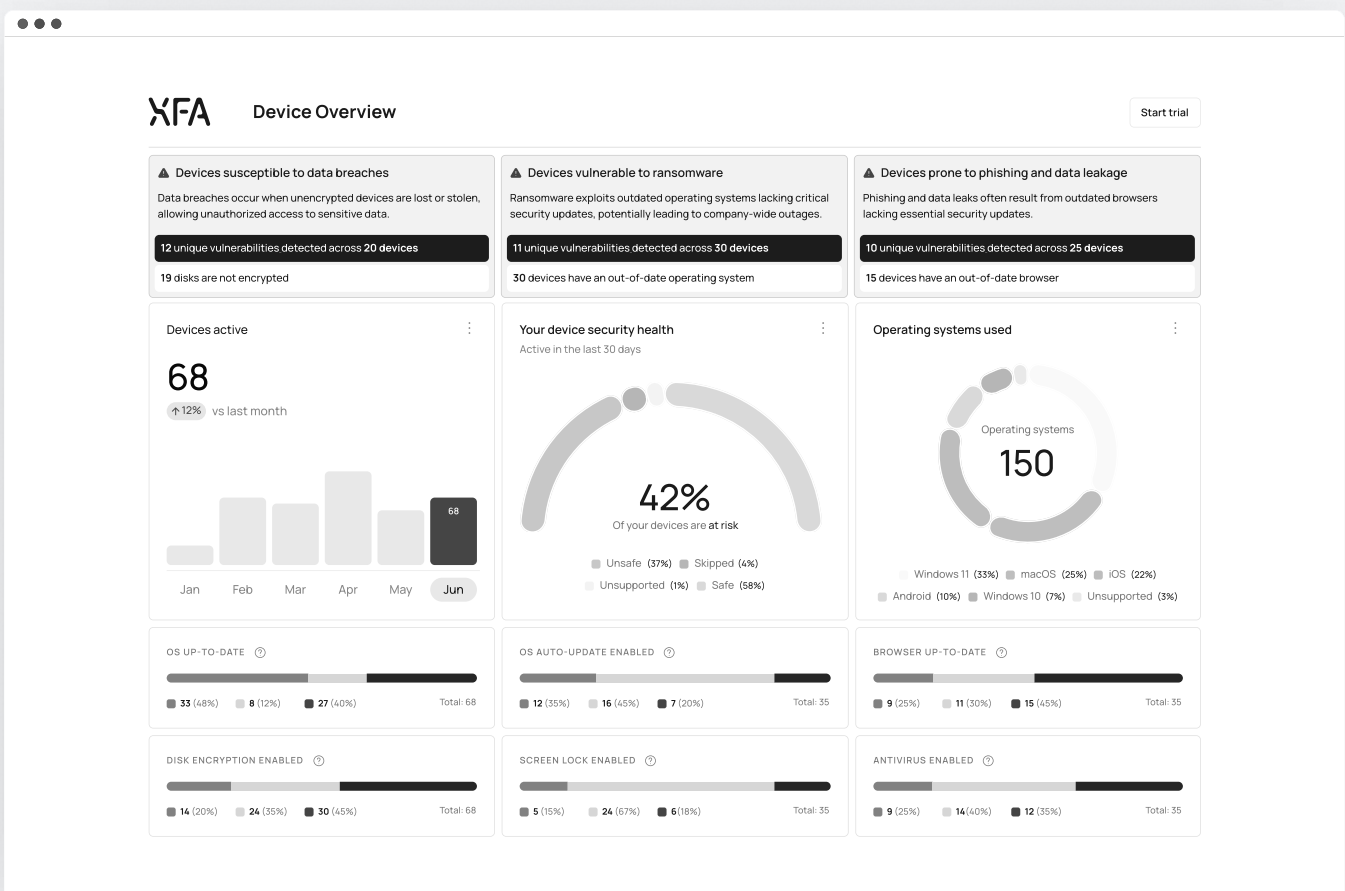 XFA
Device Overview
Start trial
Devices susceptible to data breaches
Data breaches occur when unencrypted devices are lost or stolen,
allowing unauthorized access to sensitive data.
12 unique vulnerabilities detected across 20 devices
19 disks are not encrypted
Devices vulnerable to ransomware
Ransomware exploits outdated operating systems lacking critical
security updates, potentially leading to company-wide outages.
11 unique vulnerabilities detected across 30 devices
30 devices have an out-of-date operating system
Devices prone to phishing and data leakage
Phishing and data leaks often result from outdated browsers
lacking essential security updates.
10 unique vulnerabilities detected across 25 devices
15 devices have an out-of-date browser
Devices active
68
↑ 12% vs last month
68
Jan Feb Mar Apr May Jun
Your device security health
Active in the last 30 days
42%
Of your devices are at risk
Unsafe (37%) Skipped (4%)
Unsupported (1%) Safe (58%)
Operating systems used
Operating systems
150
Windows 11 (33%) macOS (25%) iOS (22%)
Android (10%) Windows 10 (7%) Unsupported (3%)
OS UP-TO-DATE ?
33 (48%) 8 (12%) 27 (40%) Total: 68
OS AUTO-UPDATE ENABLED ?
12 (35%) 16 (45%) 7 (20%) Total: 35
BROWSER UP-TO-DATE ?
9 (25%) 11 (30%) 15 (45%) Total: 35
DISK ENCRYPTION ENABLED ?
14 (20%) 24 (35%) 30 (45%) Total: 68
SCREEN LOCK ENABLED ?
5 (15%) 24 (67%) 6(18%) Total: 35
ANTIVIRUS ENABLED ?
9 (25%) 14(40%) 12 (35%) Total: 35